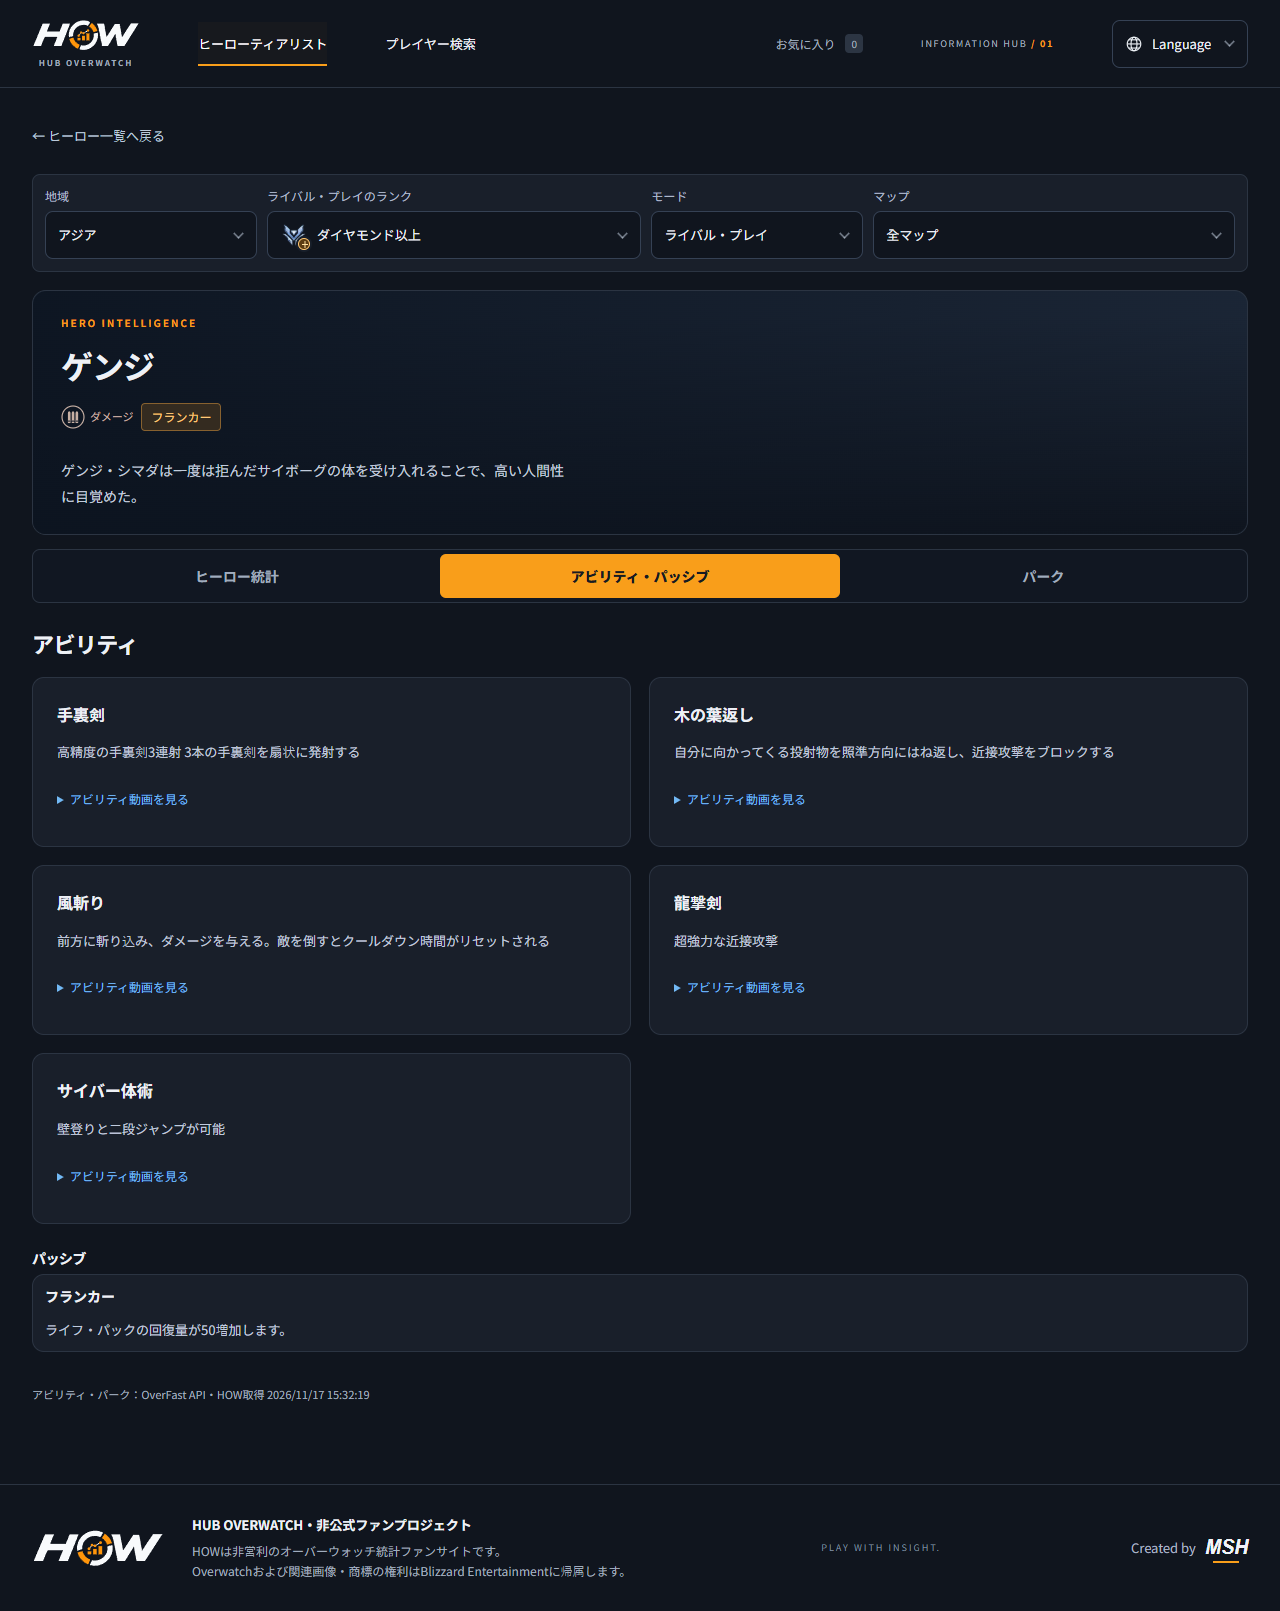 HOW
HUB OVERWATCH
ヒーローティアリスト
プレイヤー検索
お気に入り 0
INFORMATION HUB / 01
Language
← ヒーロー一覧へ戻る
地域
ライバル・プレイのランク
モード
マップ
アジア
ダイヤモンド以上
ライバル・プレイ
全マップ
HERO INTELLIGENCE
ゲンジ
ダメージ
フランカー
ゲンジ・シマダは一度は拒んだサイボーグの体を受け入れることで、高い人間性
に目覚めた。
ヒーロー統計
アビリティ・パッシブ
パーク
アビリティ
手裏剣
高精度の手裏剣3連射 3本の手裏剣を扇状に発射する
▶ アビリティ動画を見る
木の葉返し
自分に向かってくる投射物を照準方向にはね返し、近接攻撃をブロックする
▶ アビリティ動画を見る
風斬り
前方に斬り込み、ダメージを与える。敵を倒すとクールダウン時間がリセットされる
▶ アビリティ動画を見る
龍撃剣
超強力な近接攻撃
▶ アビリティ動画を見る
サイバー体術
壁登りと二段ジャンプが可能
▶ アビリティ動画を見る
パッシブ
フランカー
ライフ・パックの回復量が50増加します。
アビリティ・パーク：OverFast API・HOW取得 2026/11/17 15:32:19
HOW
HUB OVERWATCH・非公式ファンプロジェクト
HOWは非営利のオーバーウォッチ統計ファンサイトです。
Overwatchおよび関連画像・商標の権利はBlizzard Entertainmentに帰属します。
PLAY WITH INSIGHT.
Created by MSH